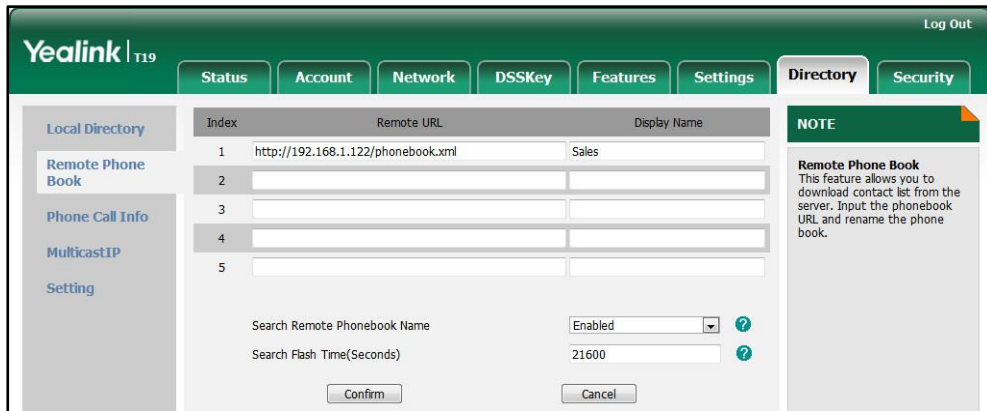 Log Out
Yealink T19
Status Account Network DSSKey Features Settings Directory Security
Local Directory
Remote Phone
Book
Phone Call Info
MulticastIP
Setting
Index Remote URL Display Name
1 http://192.168.1.122/phonebook.xml Sales
2
3
4
5
Search Remote Phonebook Name Enabled ?
Search Flash Time(Seconds) 21600 ?
Confirm Cancel
NOTE
Remote Phone Book
This feature allows you to
download contact list from the
server. Input the phonebook
URL and rename the phone
book.